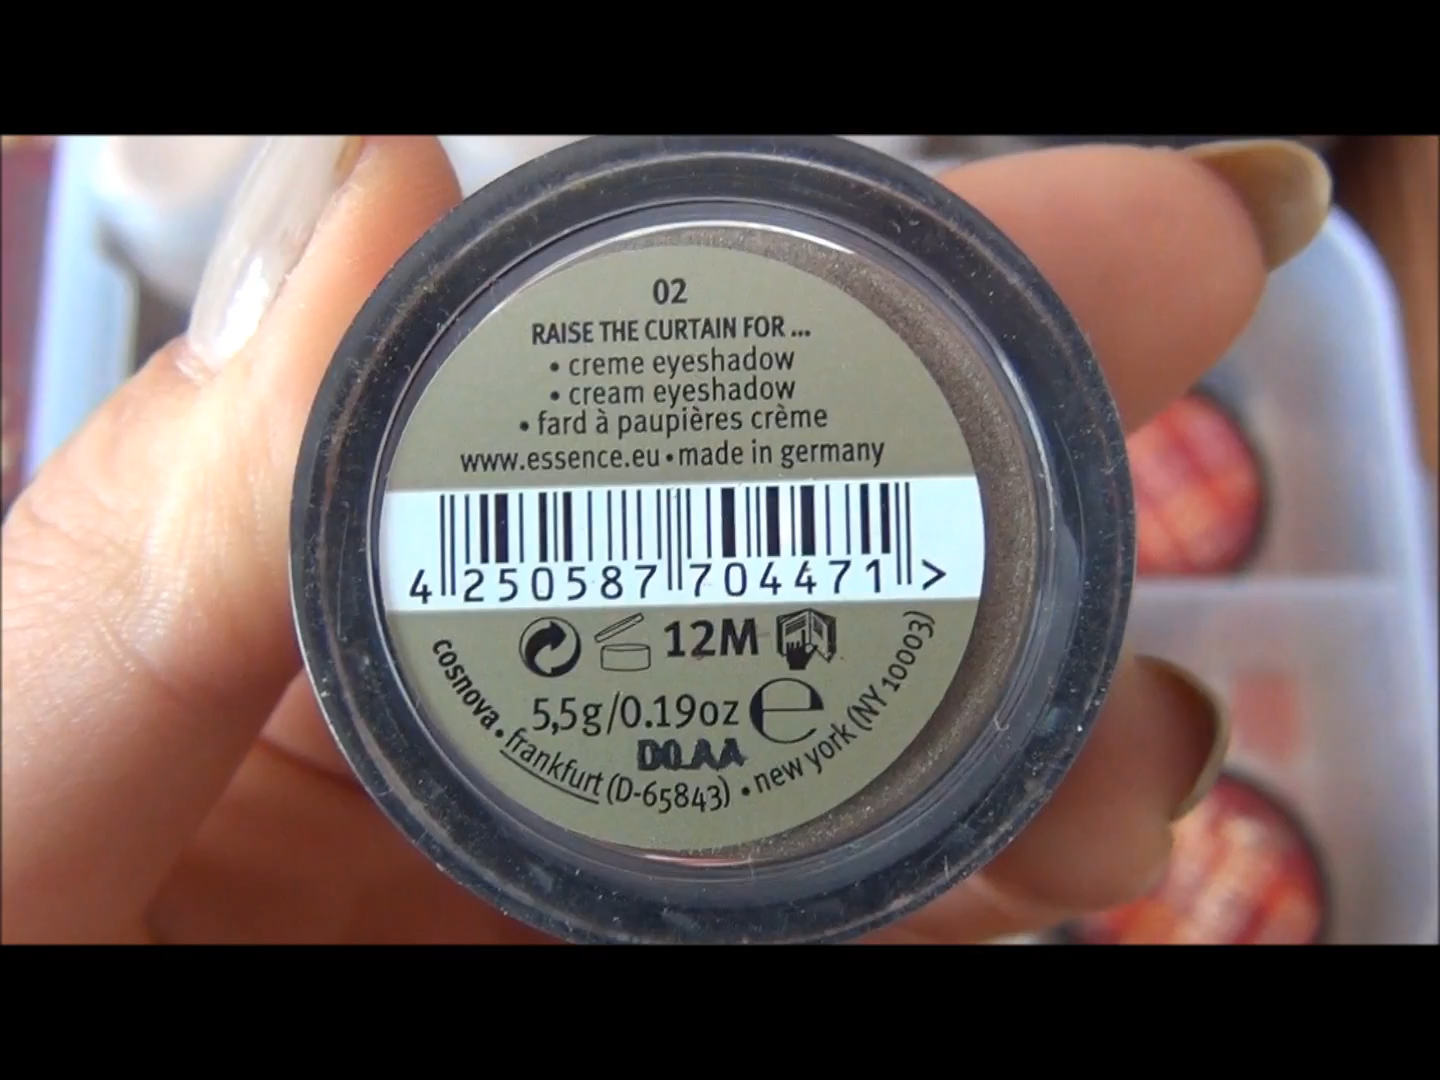 02
RAISE THE CURTAIN FOR ...
• creme eyeshadow
• cream eyeshadow
• fard à paupières crème
www.essence.eu • made in germany
4 250587 704471 >
12M
5,5g/0.19oz e
DO.AA
cosnova • frankfurt (D-65843) • new york (NY 10003)